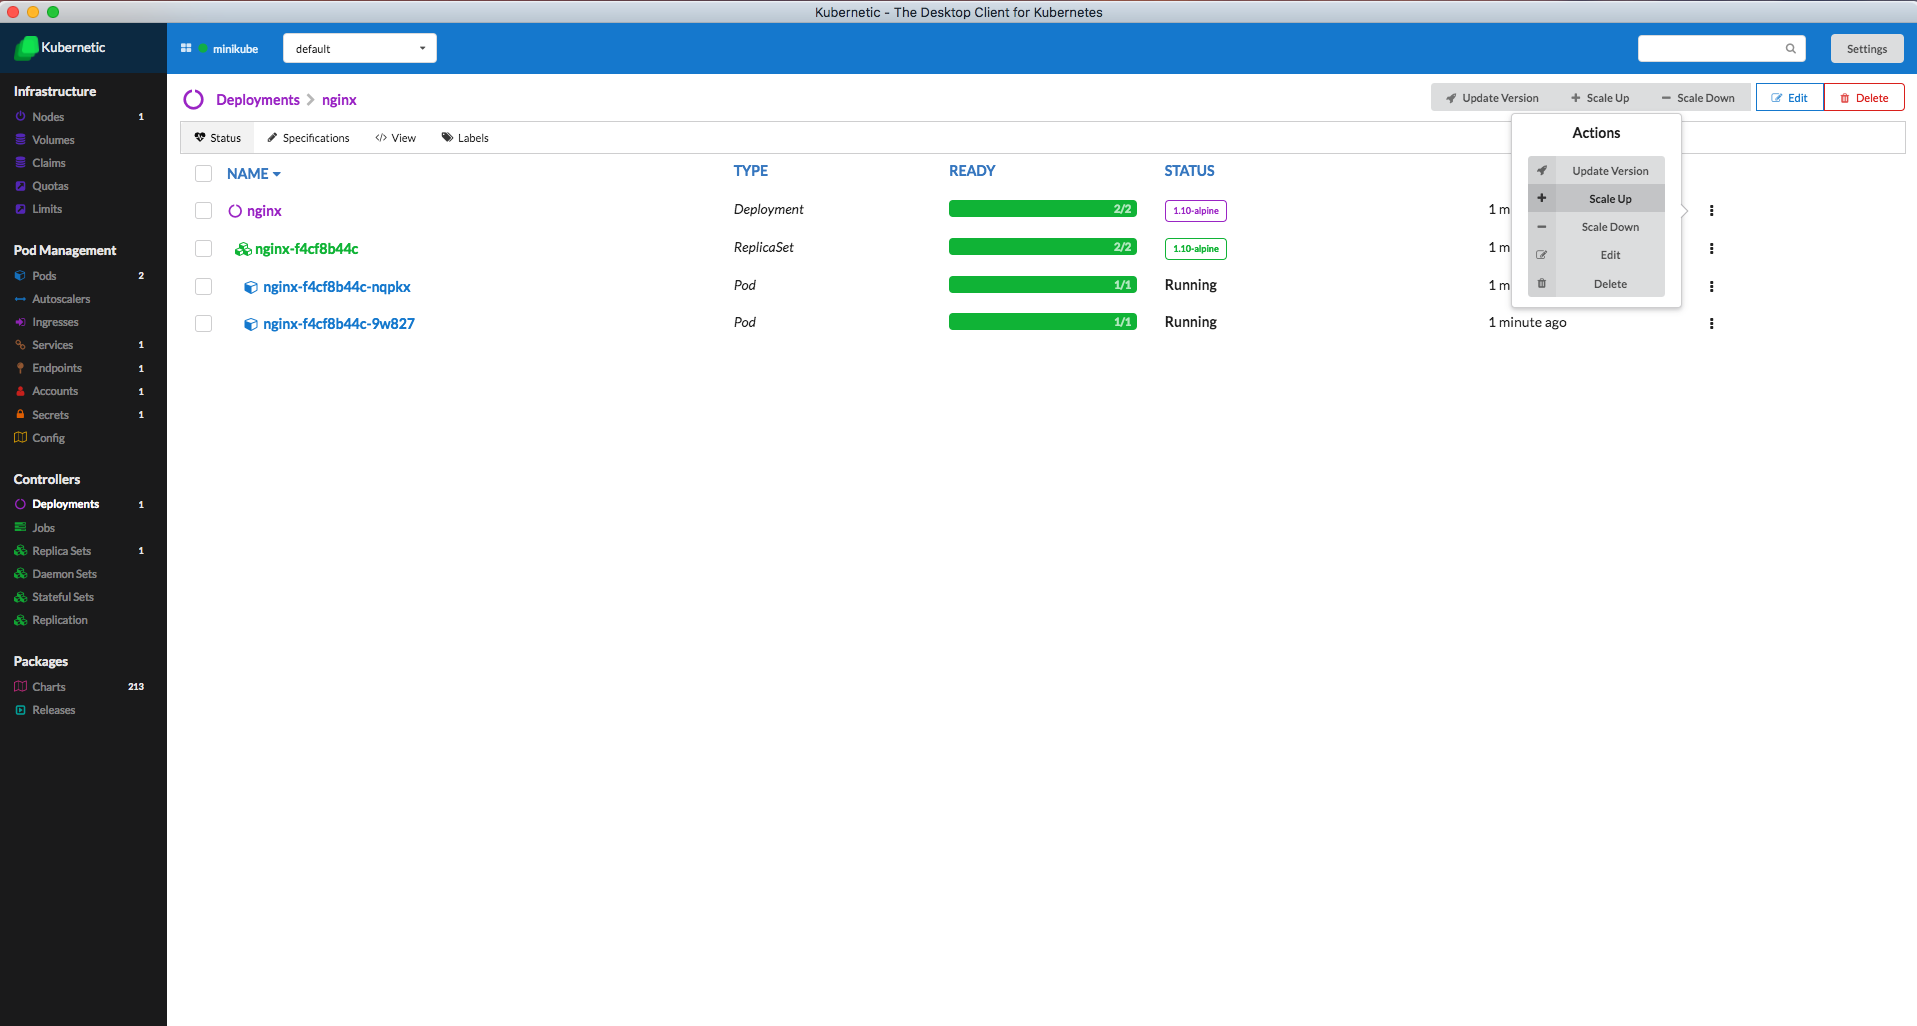 Kubernetic - The Desktop Client for Kubernetes
Kubernetic
minikube
default
Settings
Infrastructure
Nodes 1
Volumes
Claims
Quotas
Limits
Pod Management
Pods 2
Autoscalers
Ingresses
Services 1
Endpoints 1
Accounts 1
Secrets 1
Config
Controllers
Deployments 1
Jobs
Replica Sets 1
Daemon Sets
Stateful Sets
Replication
Packages
Charts 213
Releases
Deployments nginx
Update Version Scale Up Scale Down Edit Delete
Status Specifications View Labels
NAME TYPE READY STATUS
nginx Deployment 2/2 1.10-alpine 1 m
nginx-f4cf8b44c ReplicaSet 2/2 1.10-alpine 1 m
nginx-f4cf8b44c-nqpkx Pod 1/1 Running 1 m
nginx-f4cf8b44c-9w827 Pod 1/1 Running 1 minute ago
Actions
Update Version
Scale Up
Scale Down
Edit
Delete